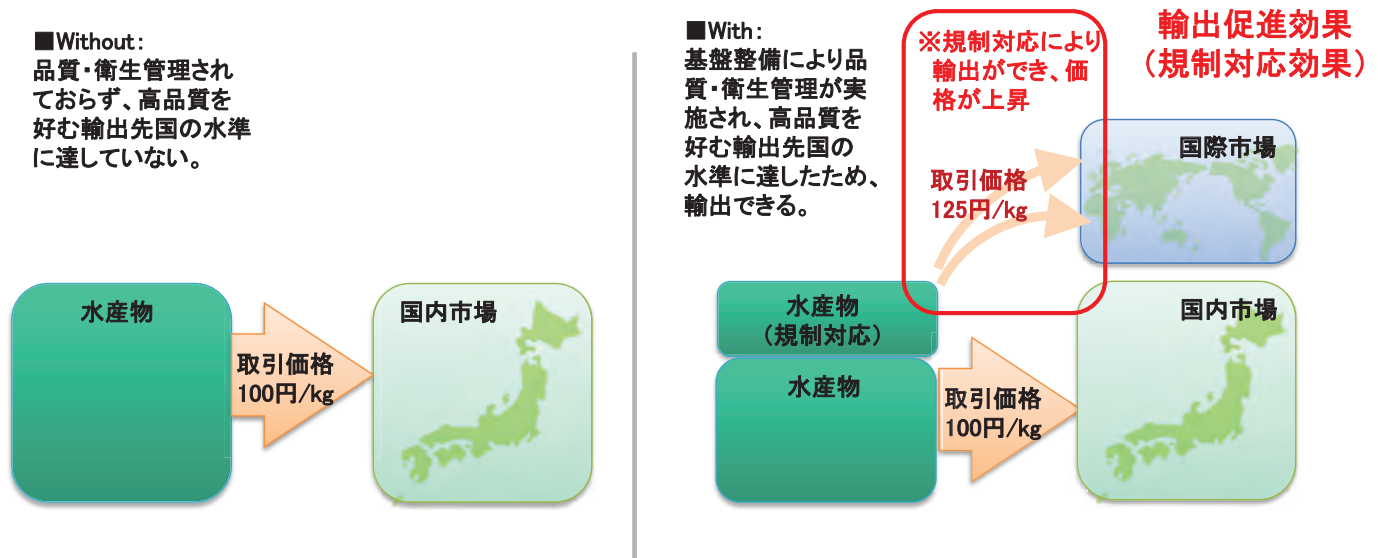 ■Without：
品質・衛生管理され
ておらず、高品質を
好む輸出先国の水準
に達していない。
水産物
取引価格
100円/kg
国内市場
■With：
基盤整備により品
質・衛生管理が実
施され、高品質を
好む輸出先国の
水準に達したため、
輸出できる。
※規制対応により
輸出ができ、価
格が上昇
輸出促進効果
（規制対応効果）
取引価格
125円/kg
国際市場
水産物
（規制対応）
水産物
取引価格
100円/kg
国内市場